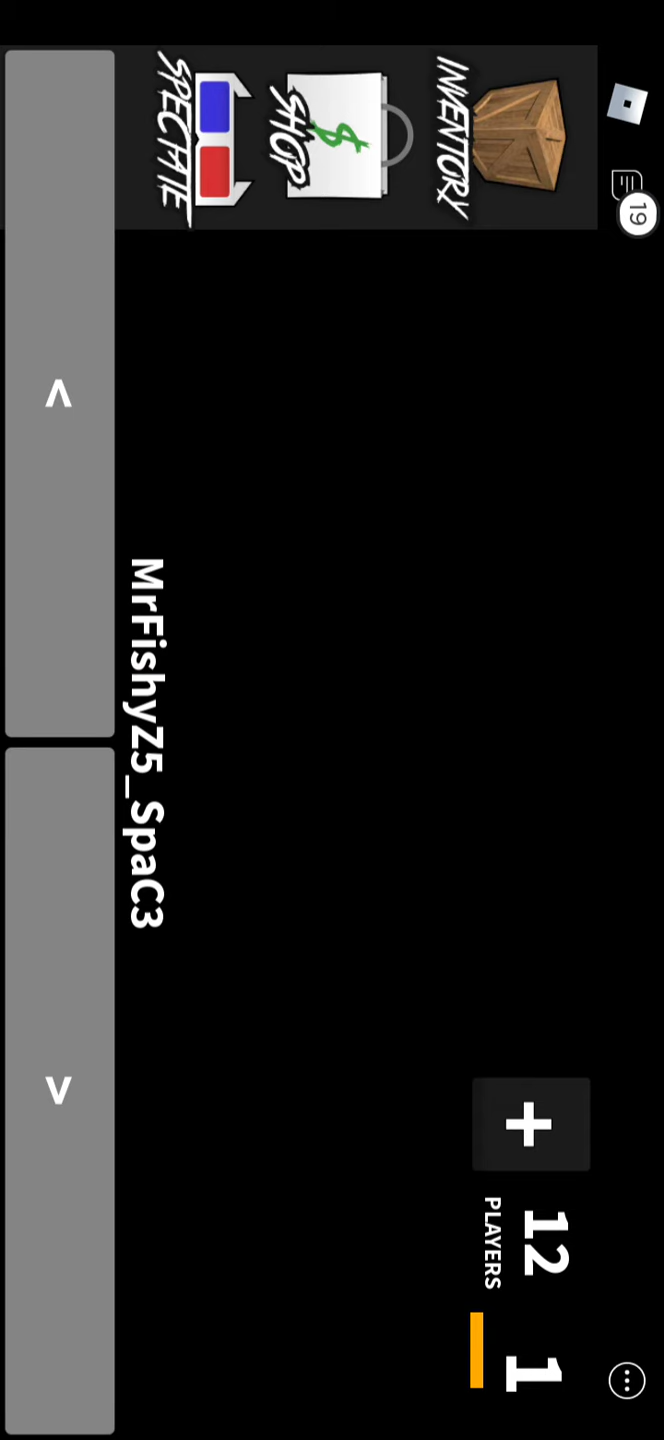 19
INVENTORY
SHOP
SPECTATE
+
12
PLAYERS
1
MrFishyZ5_SpaC3
<
>